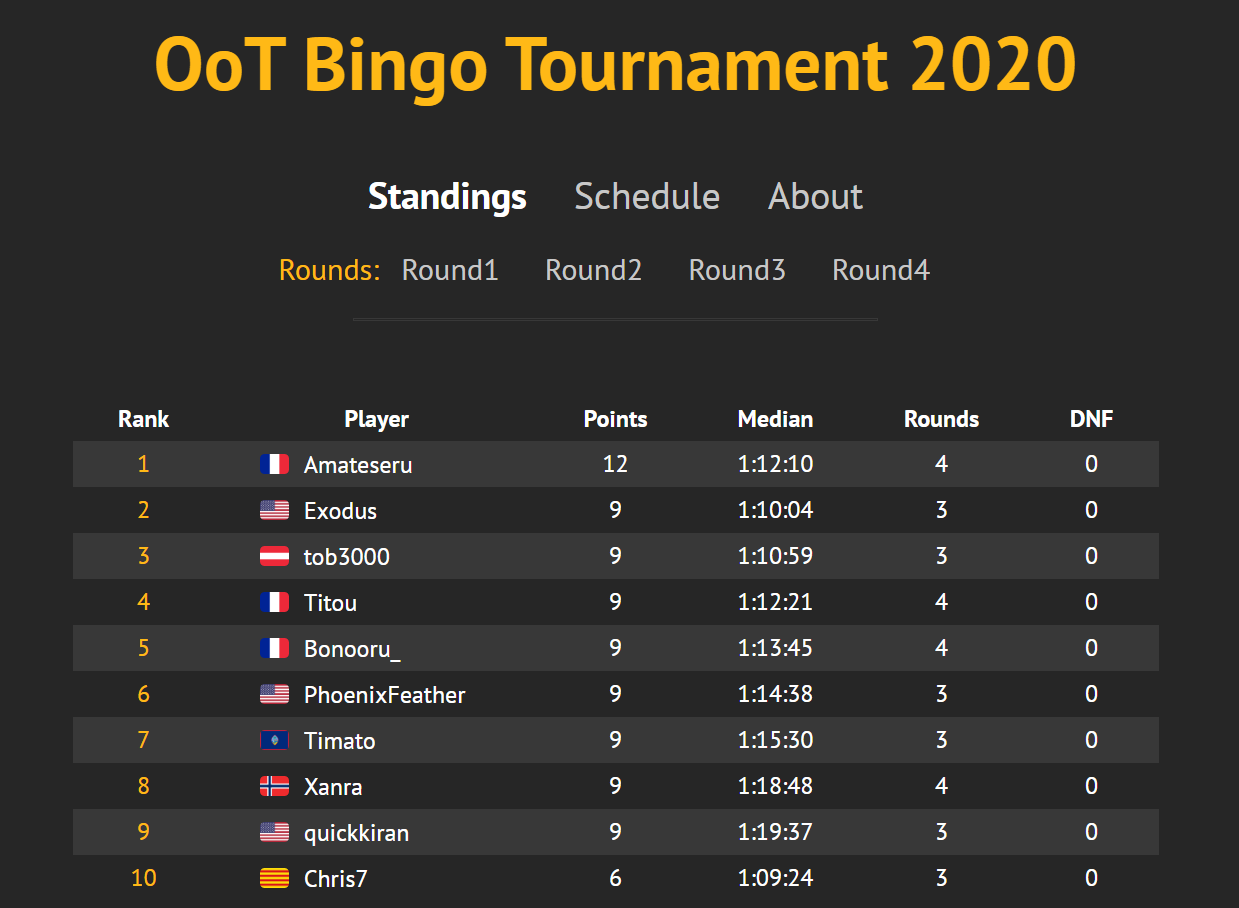 OoT Bingo Tournament 2020
Standings Schedule About
Rounds: Round1 Round2 Round3 Round4
Rank Player Points Median Rounds DNF
1 Amateseru 12 1:12:10 4 0
2 Exodus 9 1:10:04 3 0
3 tob3000 9 1:10:59 3 0
4 Titou 9 1:12:21 4 0
5 Bonooru_ 9 1:13:45 4 0
6 PhoenixFeather 9 1:14:38 3 0
7 Timato 9 1:15:30 3 0
8 Xanra 9 1:18:48 4 0
9 quickkiran 9 1:19:37 3 0
10 Chris7 6 1:09:24 3 0